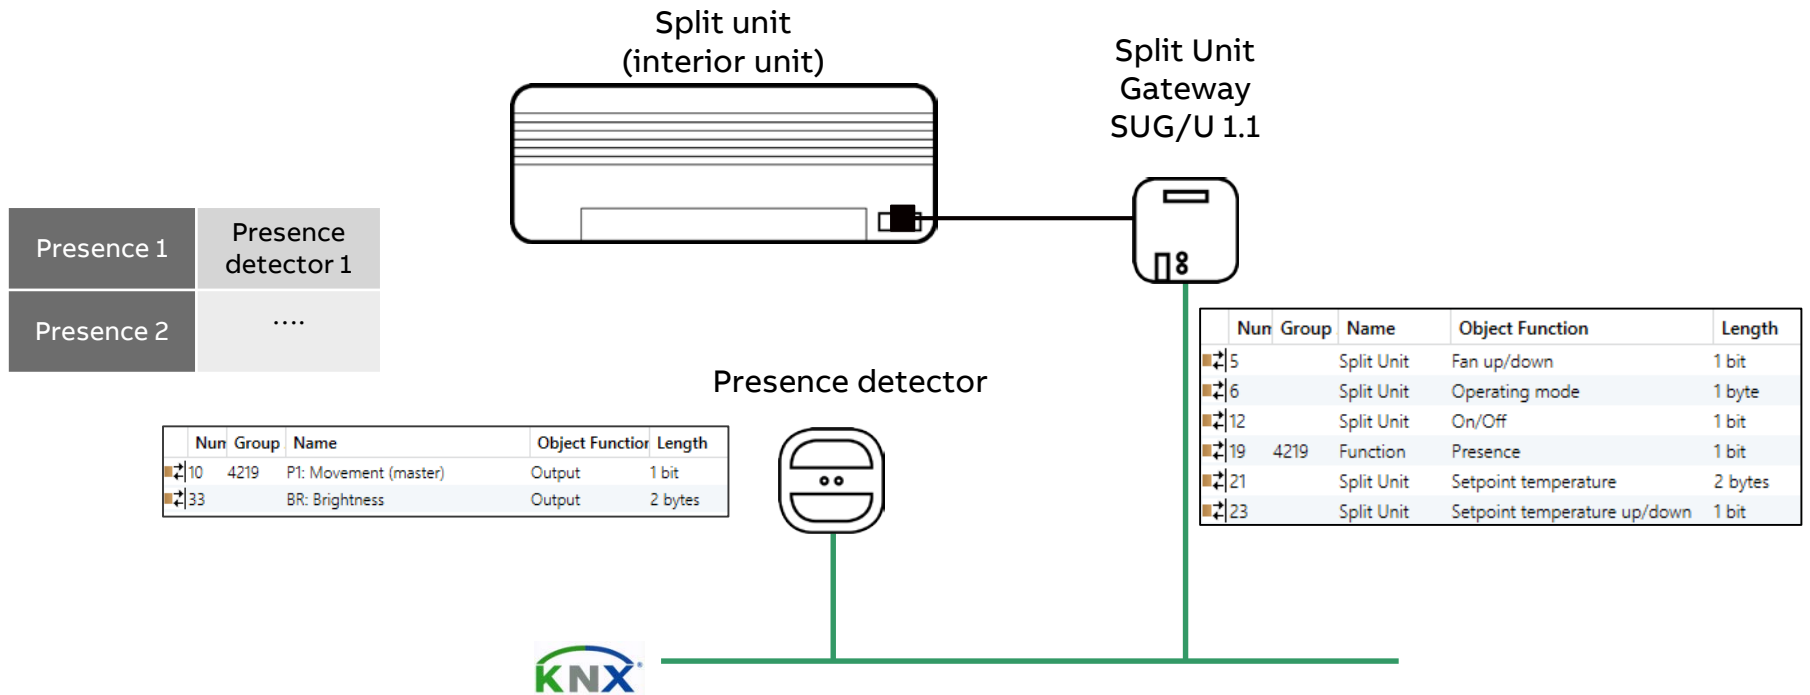 Split unit
(interior unit)
Split Unit
Gateway
SUG/U 1.1
Presence 1
Presence
detector 1
Presence 2
....
Presence detector
Num Group Name Object Function Length
5 Split Unit Fan up/down 1 bit
6 Split Unit Operating mode 1 byte
12 Split Unit On/Off 1 bit
19 4219 Function Presence 1 bit
21 Split Unit Setpoint temperature 2 bytes
23 Split Unit Setpoint temperature up/down 1 bit
Num Group Name Object Function Length
10 4219 P1: Movement (master) Output 1 bit
33 BR: Brightness Output 2 bytes
KNX